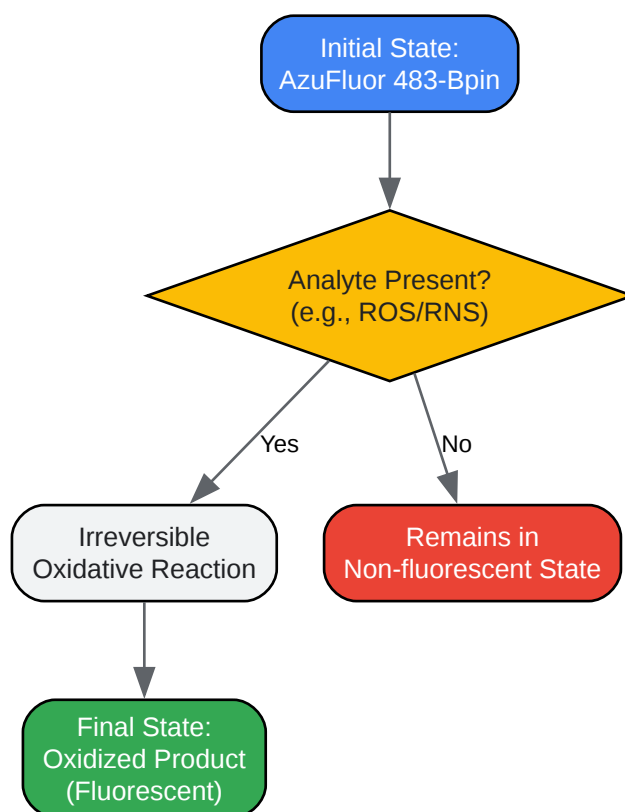 Initial State:
AzuFluor 483-Bpin
Analyte Present?
(e.g., ROS/RNS)
Yes
No
Irreversible
Oxidative Reaction
Remains in
Non-fluorescent State
Final State:
Oxidized Product
(Fluorescent)